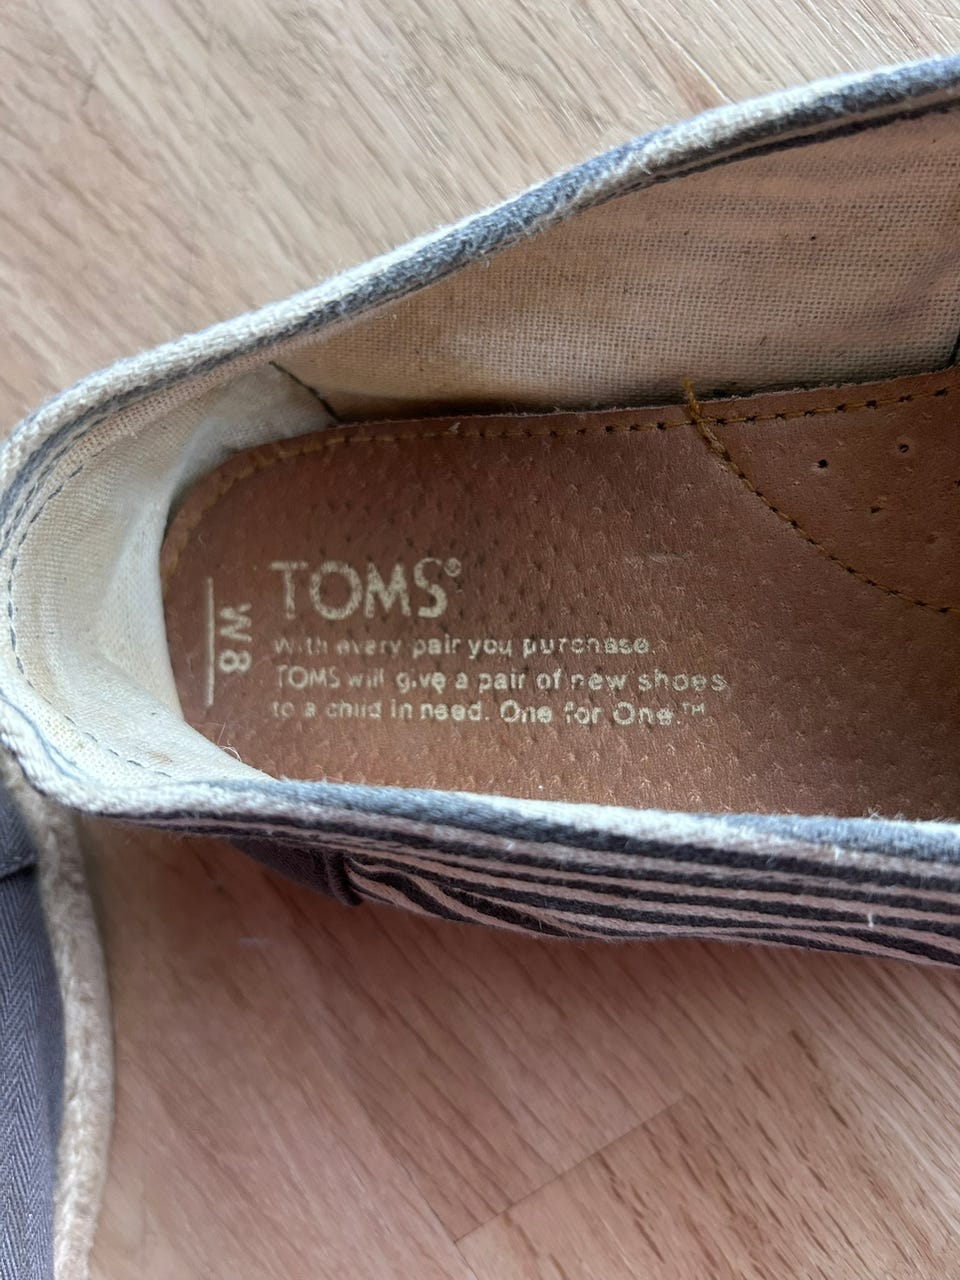 TOMS®
With every pair you purchase,
TOMS will give a pair of new shoes
to a child in need. One for One.™
W8